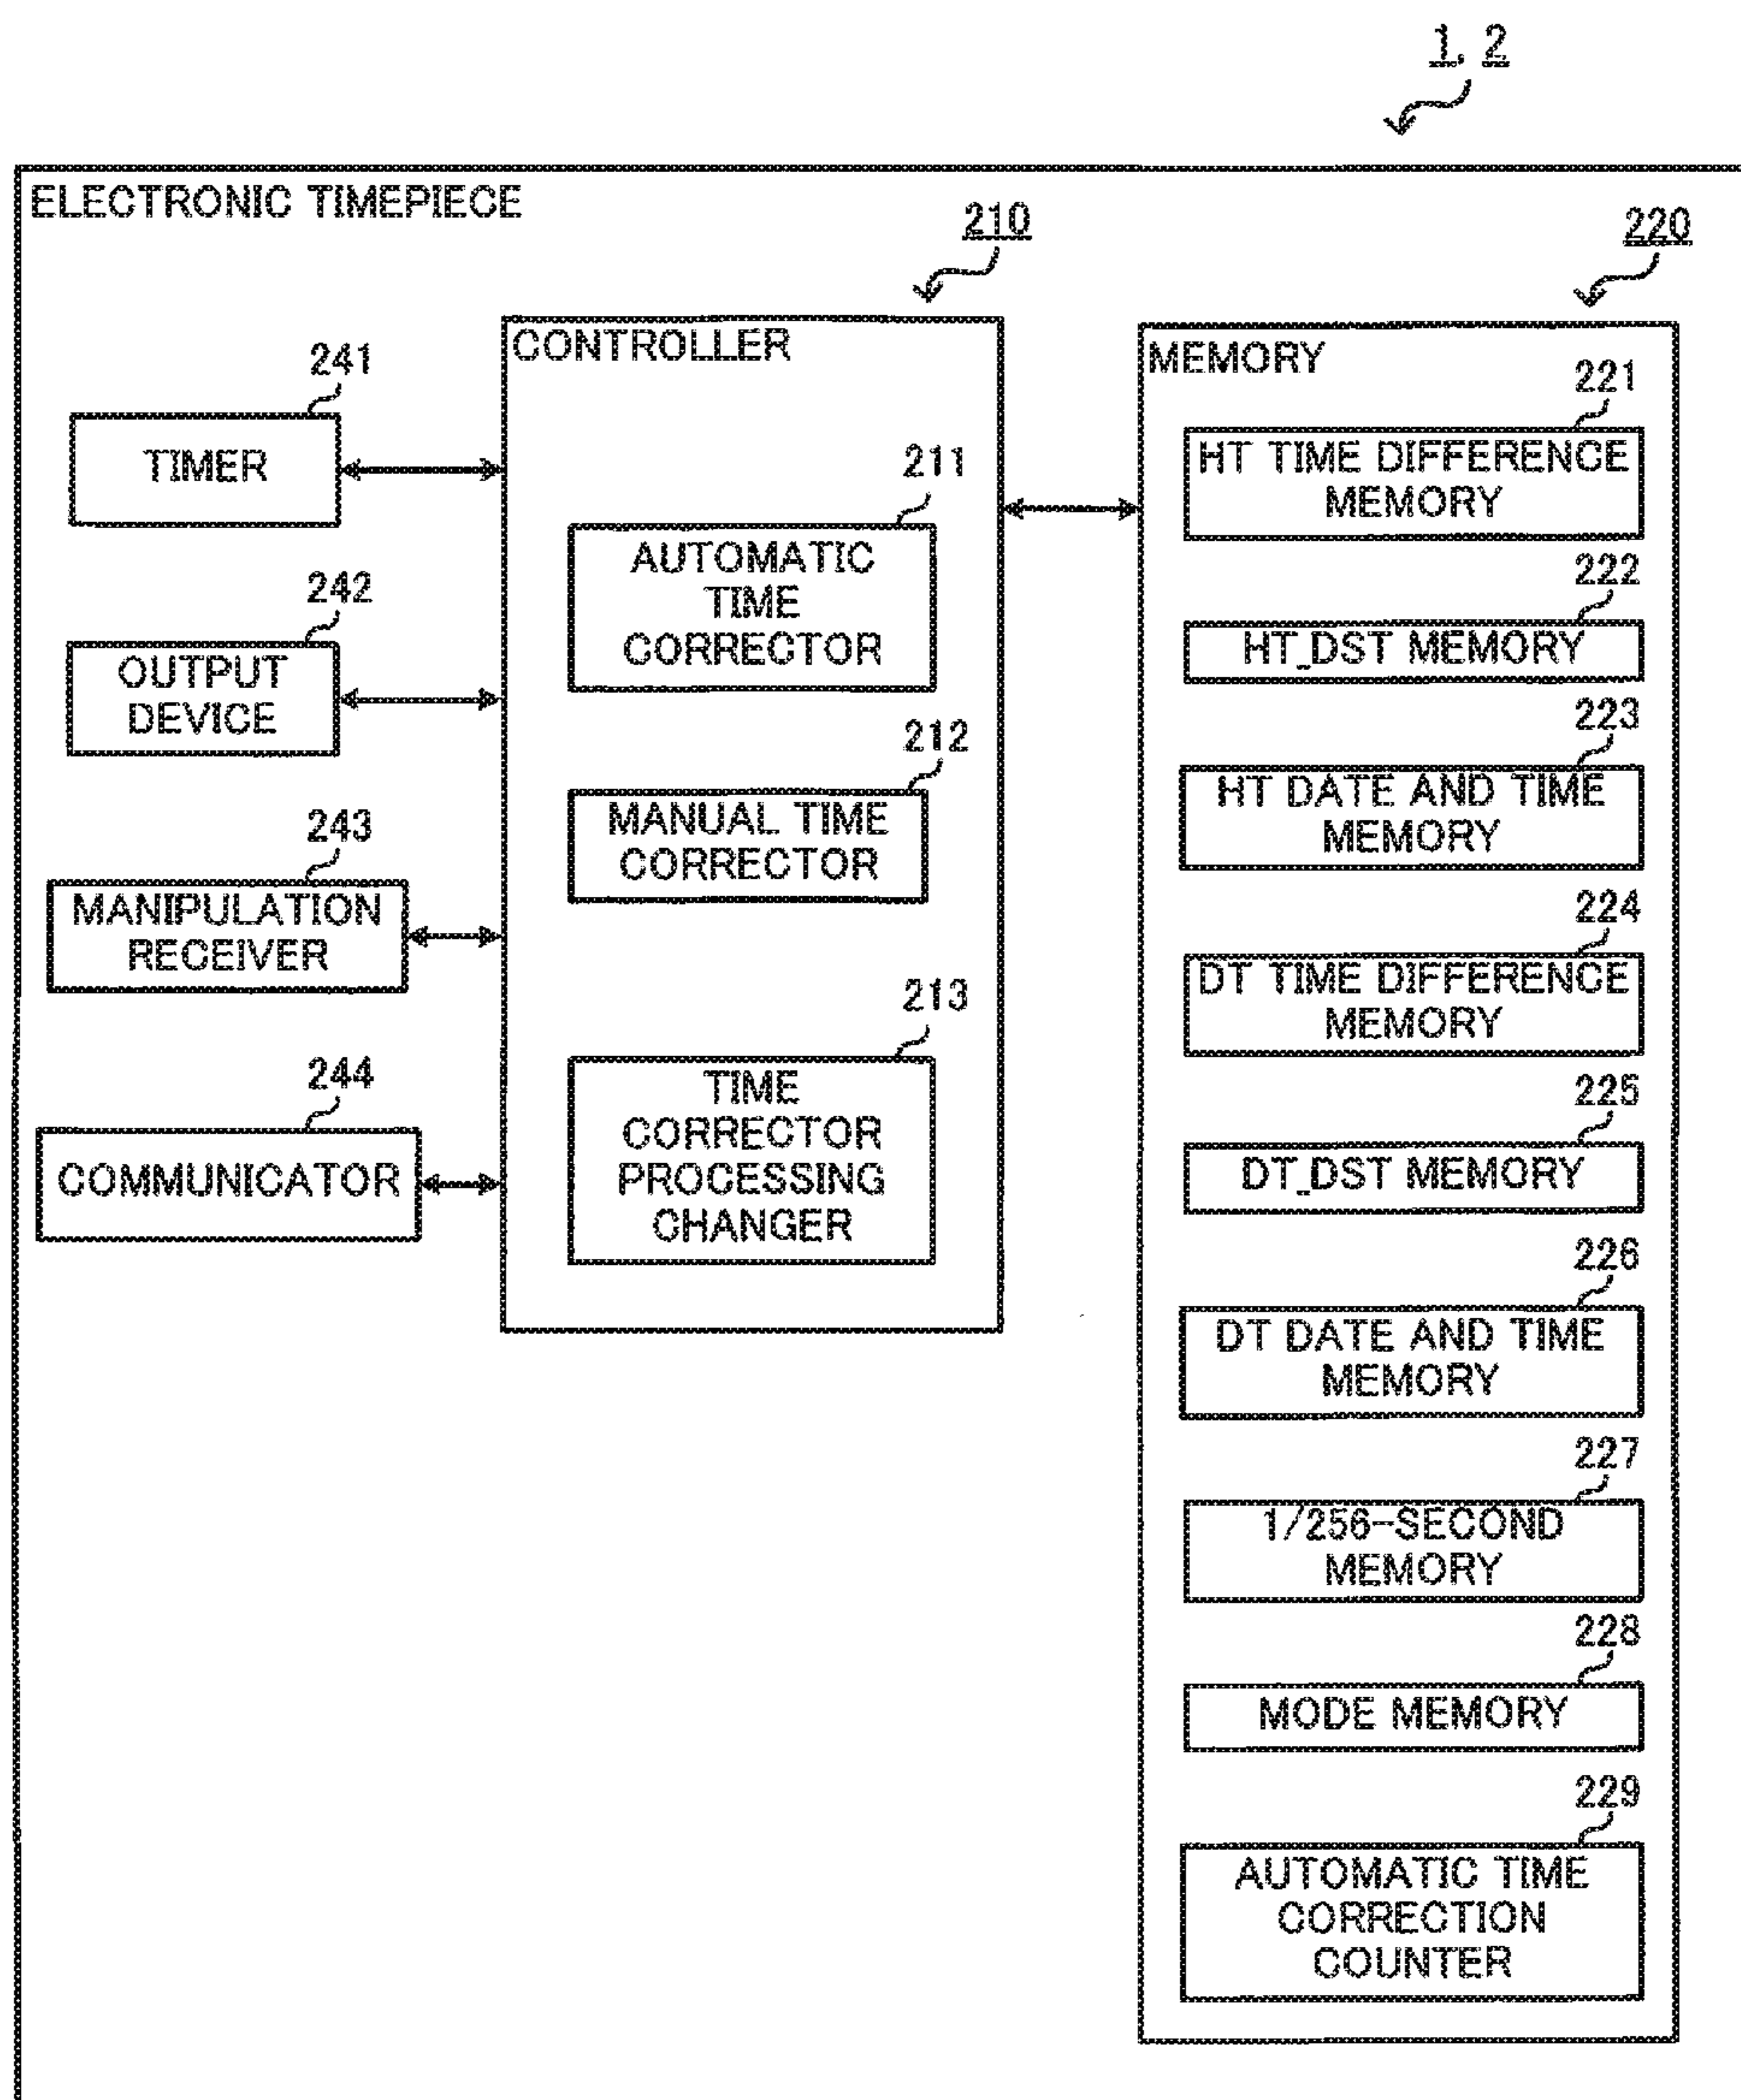 1, 2
ELECTRONIC TIMEPIECE
210
220
CONTROLLER
MEMORY
241
TIMER
242
OUTPUT
DEVICE
243
MANIPULATION
RECEIVER
244
COMMUNICATOR
211
AUTOMATIC
TIME
CORRECTOR
212
MANUAL TIME
CORRECTOR
213
TIME
CORRECTOR
PROCESSING
CHANGER
221
HT TIME DIFFERENCE
MEMORY
222
HT_DST MEMORY
223
HT DATE AND TIME
MEMORY
224
DT TIME DIFFERENCE
MEMORY
225
DT_DST MEMORY
226
DT DATE AND TIME
MEMORY
227
1/256-SECOND
MEMORY
228
MODE MEMORY
229
AUTOMATIC TIME
CORRECTION
COUNTER